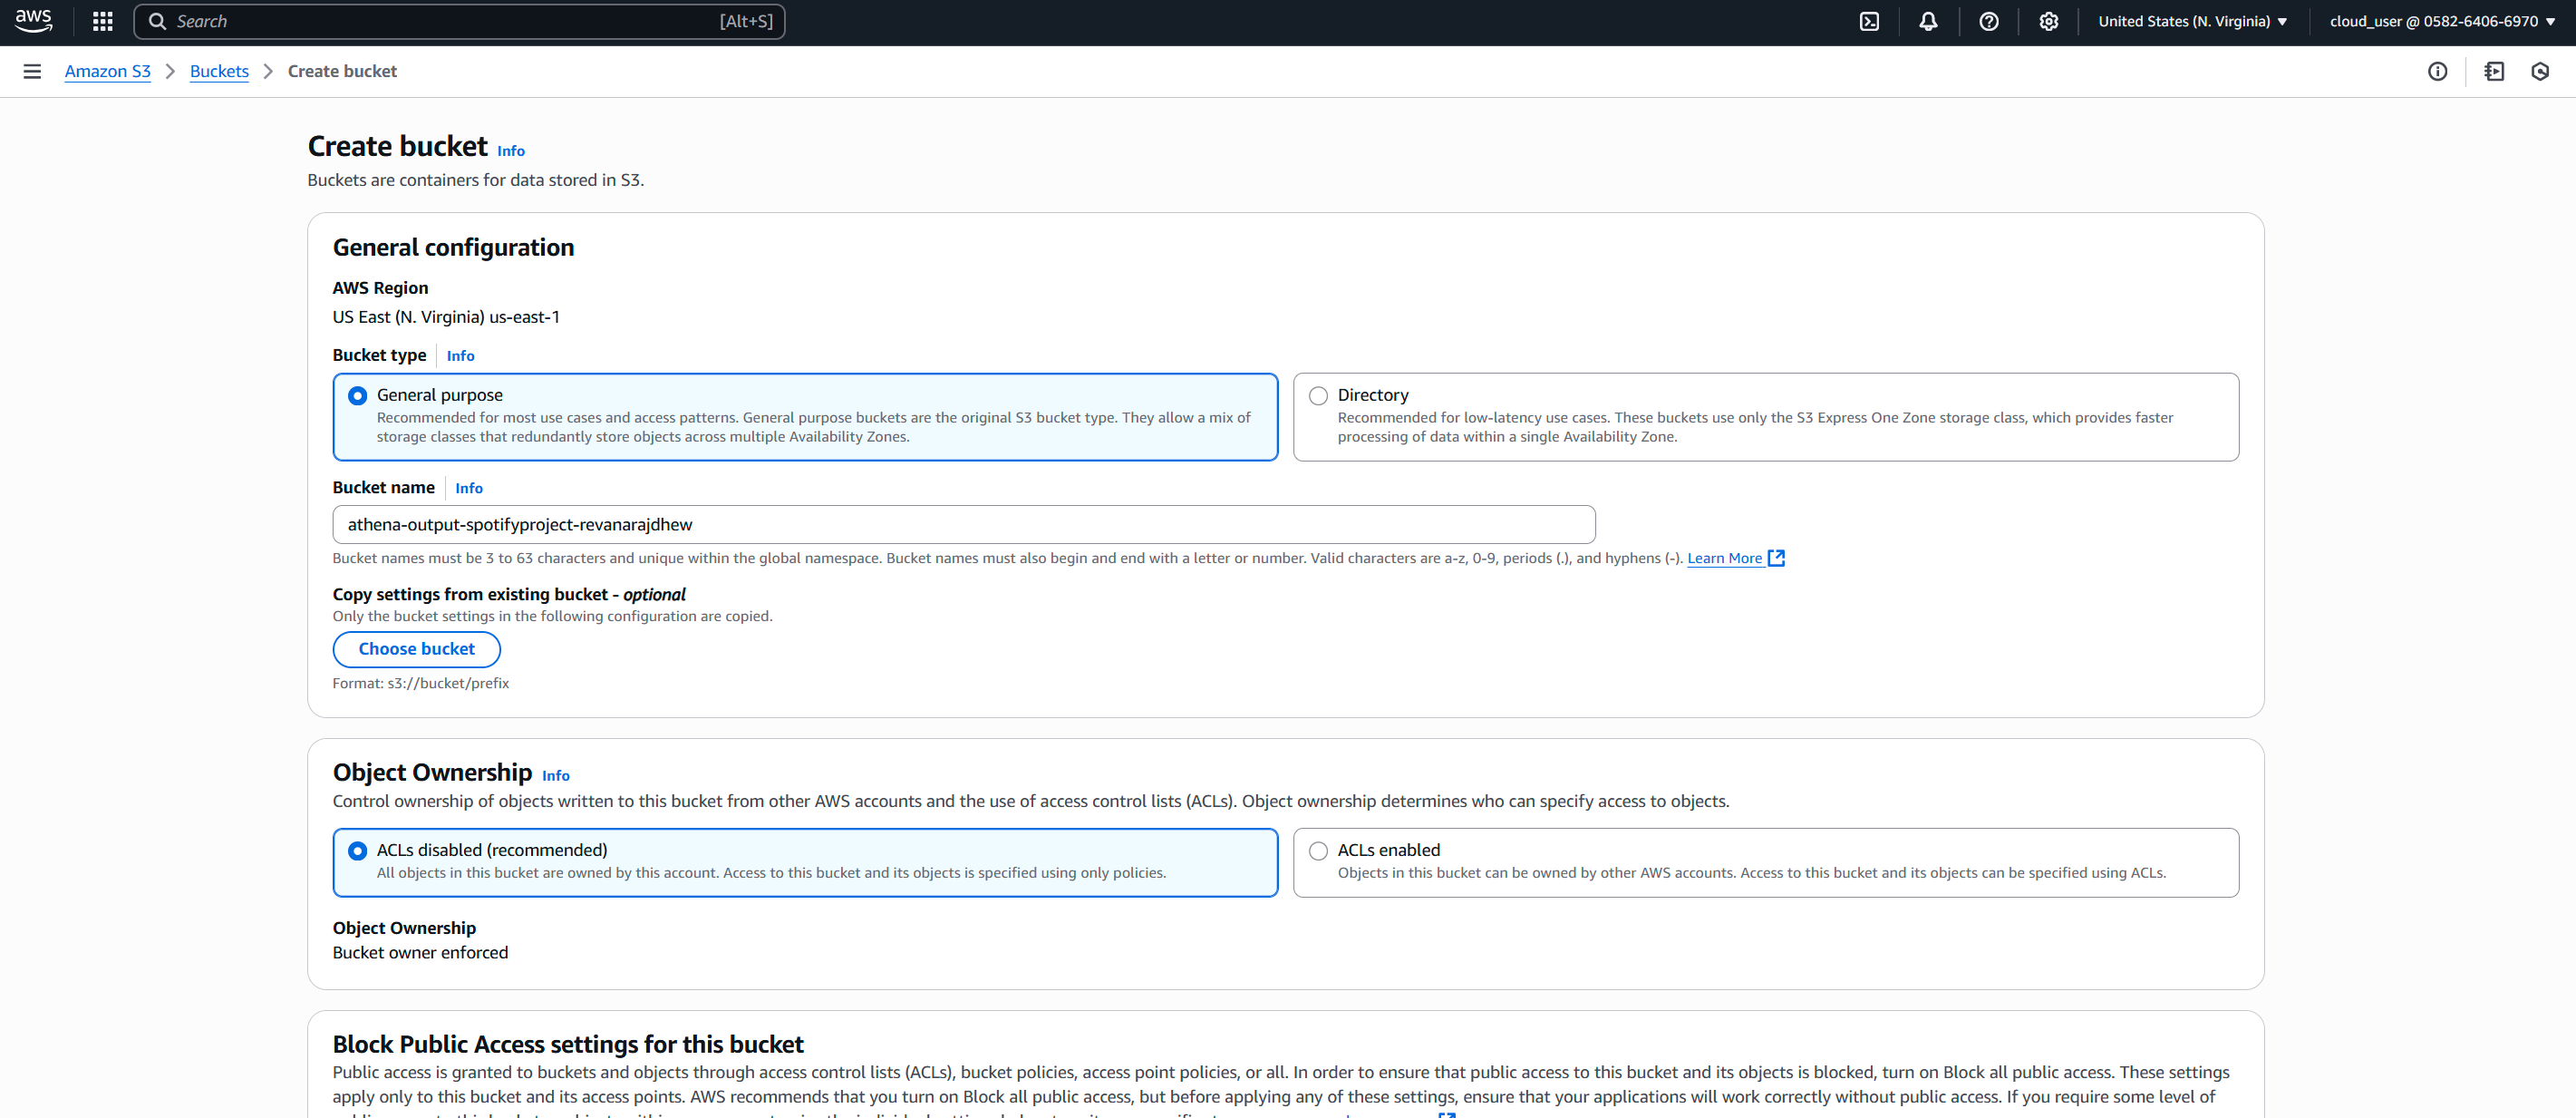 aws
Search [Alt+S]
United States (N. Virginia) ▼ cloud_user @ 0582-6406-6970 ▼
Amazon S3 > Buckets > Create bucket
Create bucket Info
Buckets are containers for data stored in S3.
General configuration
AWS Region
US East (N. Virginia) us-east-1
Bucket type Info
General purpose
Recommended for most use cases and access patterns. General purpose buckets are the original S3 bucket type. They allow a mix of
storage classes that redundantly store objects across multiple Availability Zones.
Directory
Recommended for low-latency use cases. These buckets use only the S3 Express One Zone storage class, which provides faster
processing of data within a single Availability Zone.
Bucket name Info
athena-output-spotifyproject-revanarajdhew
Bucket names must be 3 to 63 characters and unique within the global namespace. Bucket names must also begin and end with a letter or number. Valid characters are a-z, 0-9, periods (.), and hyphens (-). Learn More
Copy settings from existing bucket - optional
Only the bucket settings in the following configuration are copied.
Choose bucket
Format: s3://bucket/prefix
Object Ownership Info
Control ownership of objects written to this bucket from other AWS accounts and the use of access control lists (ACLs). Object ownership determines who can specify access to objects.
ACLs disabled (recommended)
All objects in this bucket are owned by this account. Access to this bucket and its objects is specified using only policies.
ACLs enabled
Objects in this bucket can be owned by other AWS accounts. Access to this bucket and its objects can be specified using ACLs.
Object Ownership
Bucket owner enforced
Block Public Access settings for this bucket
Public access is granted to buckets and objects through access control lists (ACLs), bucket policies, access point policies, or all. In order to ensure that public access to this bucket and its objects is blocked, turn on Block all public access. These settings
apply only to this bucket and its access points. AWS recommends that you turn on Block all public access, but before applying any of these settings, ensure that your applications will work correctly without public access. If you require some level of